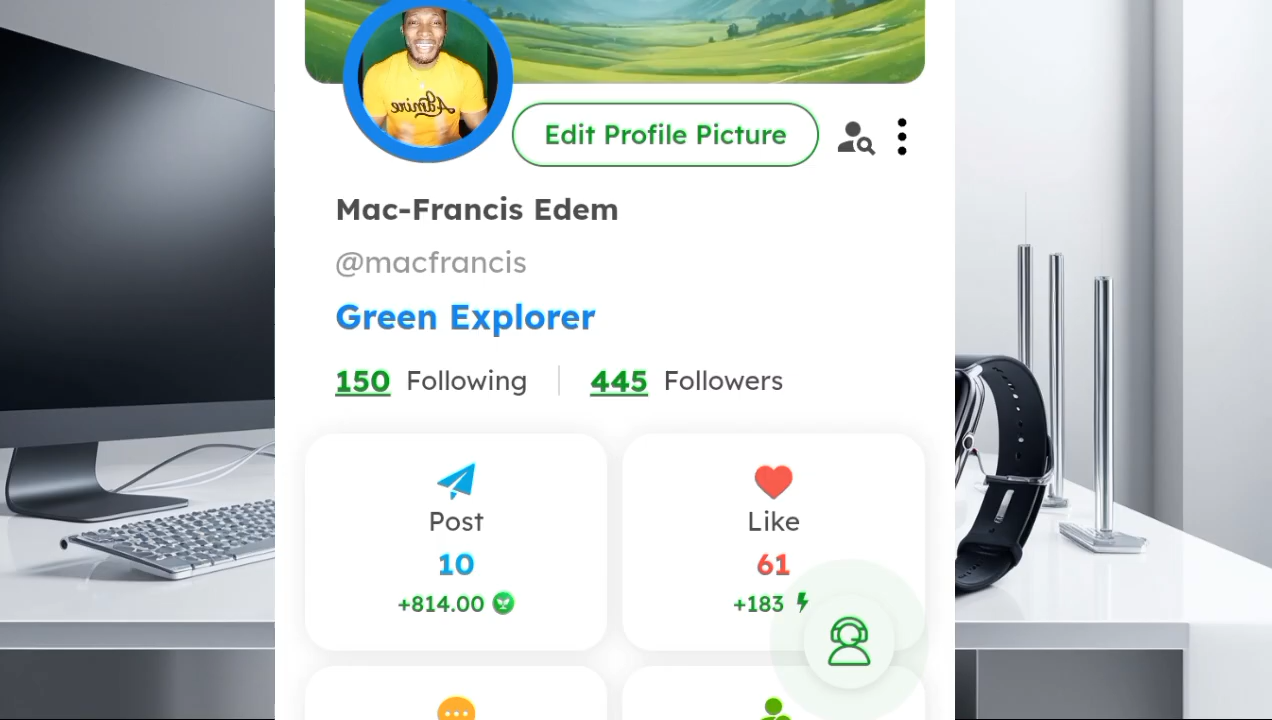 Admire
Edit Profile Picture
Mac-Francis Edem
@macfrancis
Green Explorer
150 Following 445 Followers
Post
10
+814.00
Like
61
+183